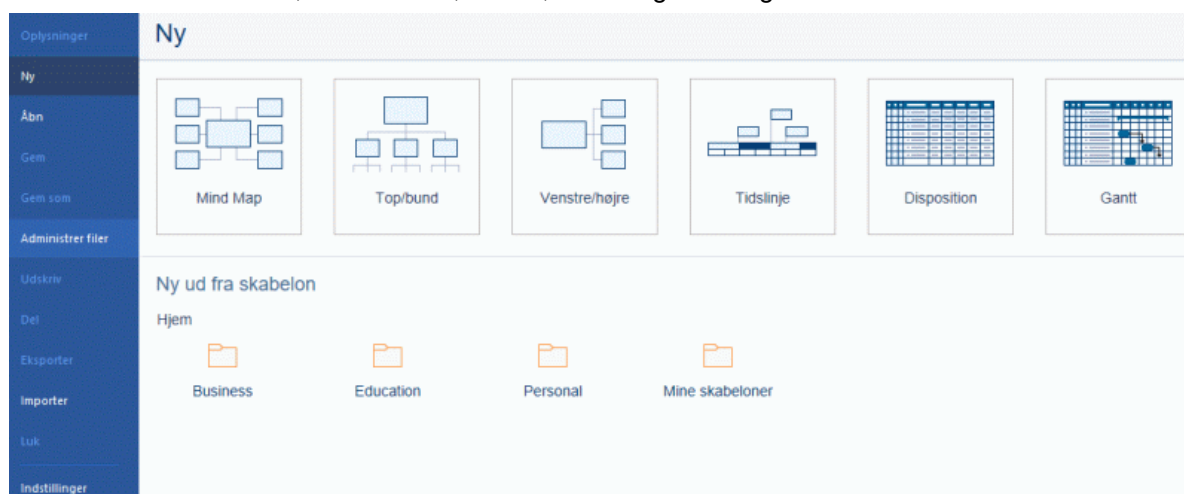 Oplysninger
Ny
Åbn
Gem
Gem som
Administrer filer
Udskriv
Del
Eksporter
Importer
Luk
Indstillinger
Ny
Mind Map
Top/bund
Venstre/højre
Tidslinje
Disposition
Gantt
Ny ud fra skabelon
Hjem
Business
Education
Personal
Mine skabeloner